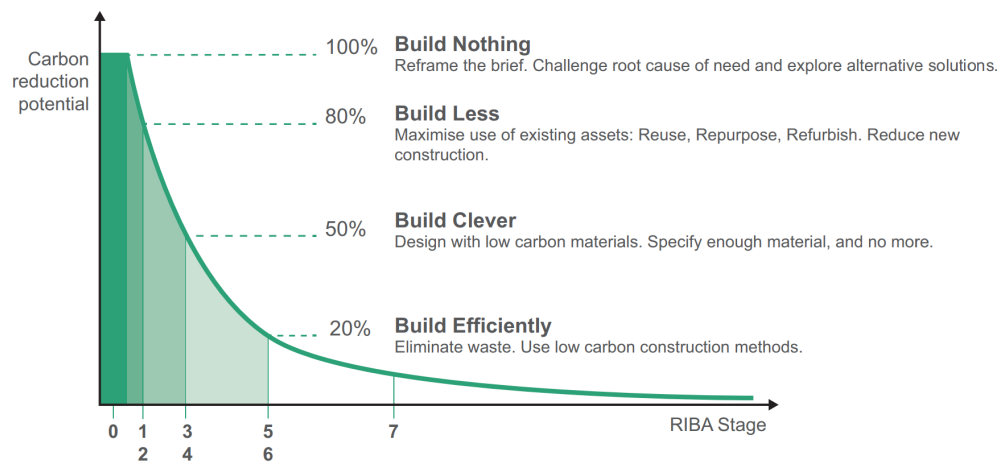 Carbon
reduction
potential
100%
Build Nothing
Reframe the brief. Challenge root cause of need and explore alternative solutions.
80%
Build Less
Maximise use of existing assets: Reuse, Repurpose, Refurbish. Reduce new
construction.
50%
Build Clever
Design with low carbon materials. Specify enough material, and no more.
20%
Build Efficiently
Eliminate waste. Use low carbon construction methods.
0 1 3 5 7
2 4 6
RIBA Stage